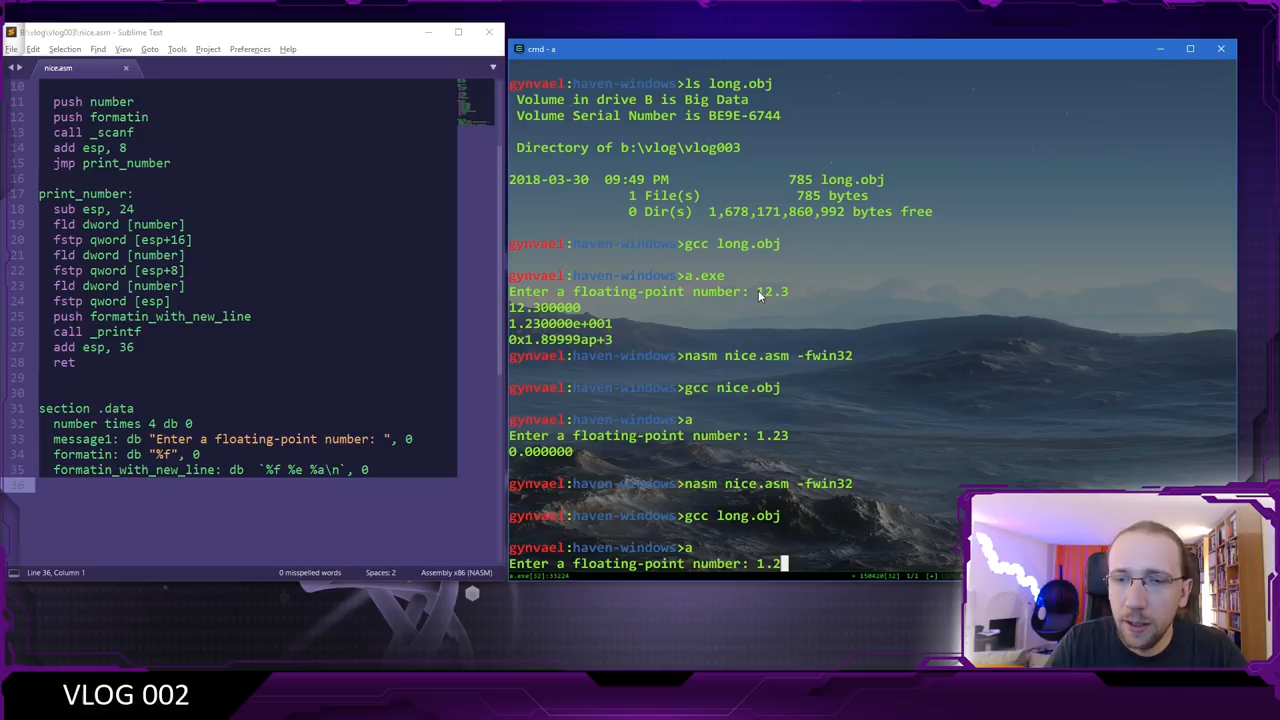 B:\vlog\vlog003\nice.asm - Sublime Text
File Edit Selection Find View Goto Tools Project Preferences Help
nice.asm ×
10
11 push number
12 push formatin
13 call _scanf
14 add esp, 8
15 jmp print_number
16
17 print_number:
18 sub esp, 24
19 fld dword [number]
20 fstp qword [esp+16]
21 fld dword [number]
22 fstp qword [esp+8]
23 fld dword [number]
24 fstp qword [esp]
25 push formatin_with_new_line
26 call _printf
27 add esp, 36
28 ret
29
30
31 section .data
32 number times 4 db 0
33 message1: db "Enter a floating-point number: ", 0
34 formatin: db "%f", 0
35 formatin_with_new_line: db `%f %e %a\n`, 0
36
Line 36, Column 1 0 misspelled words Spaces: 2 Assembly x86 (NASM)
cmd - a
gynvael:haven-windows>ls long.obj
Volume in drive B is Big Data
Volume Serial Number is BE9E-6744
Directory of b:\vlog\vlog003
2018-03-30 09:49 PM 785 long.obj
1 File(s) 785 bytes
0 Dir(s) 1,678,171,860,992 bytes free
gynvael:haven-windows>gcc long.obj
gynvael:haven-windows>a.exe
Enter a floating-point number: 12.3
12.300000
1.230000e+001
0x1.89999ap+3
gynvael:haven-windows>nasm nice.asm -fwin32
gynvael:haven-windows>gcc nice.obj
gynvael:haven-windows>a
Enter a floating-point number: 1.23
0.000000
gynvael:haven-windows>nasm nice.asm -fwin32
gynvael:haven-windows>gcc long.obj
gynvael:haven-windows>a
Enter a floating-point number: 1.2
a.exe[32]:33224 « 150420[32] 1/1 [+]
VLOG 002